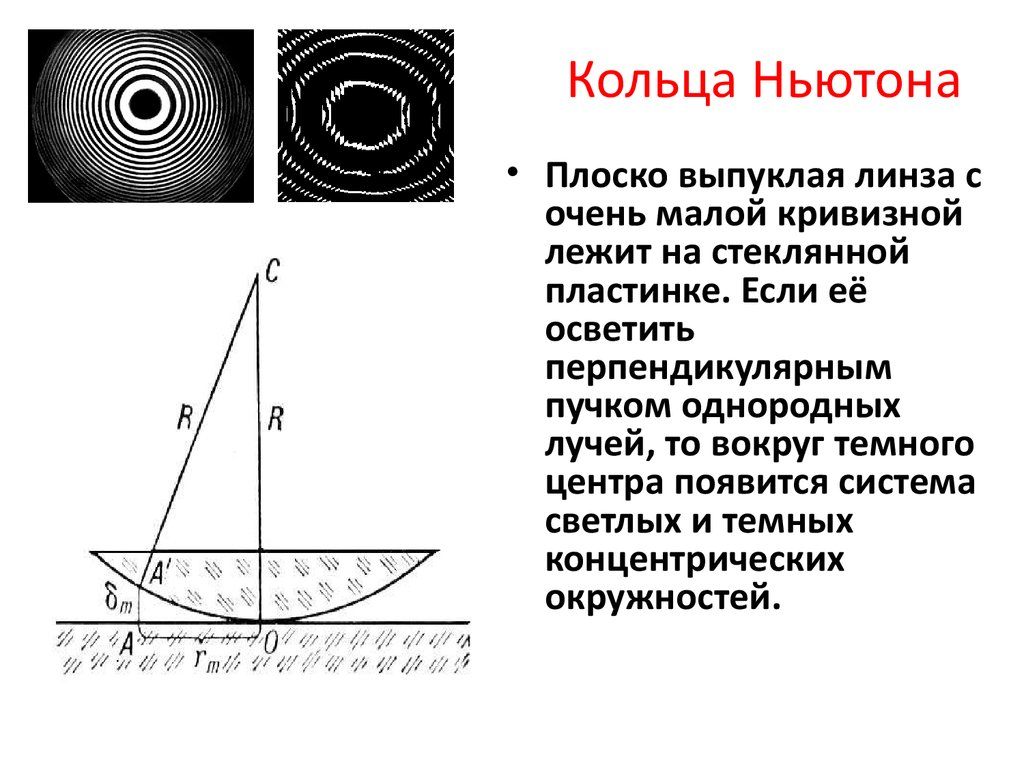 Кольца Ньютона
• Плоско выпуклая линза с
очень малой кривизной
лежит на стеклянной
пластинке. Если её
осветить
перпендикулярным
пучком однородных
лучей, то вокруг темного
центра появится система
светлых и темных
концентрических
окружностей.
C
R R
A′
δm
A rm O